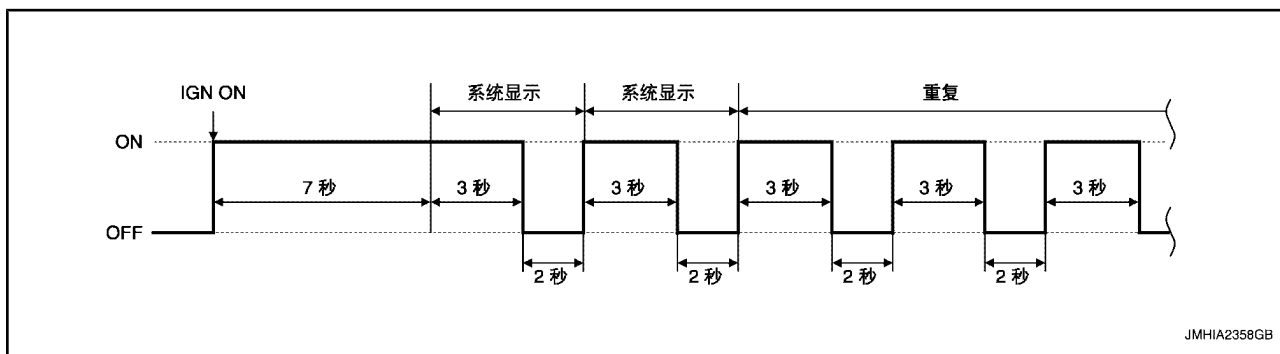 系统显示 系统显示 重复
IGN ON
ON
7 秒 3 秒 3 秒 3 秒 3 秒 3 秒
OFF
2 秒 2 秒 2 秒 2 秒
JMHIA2358GB